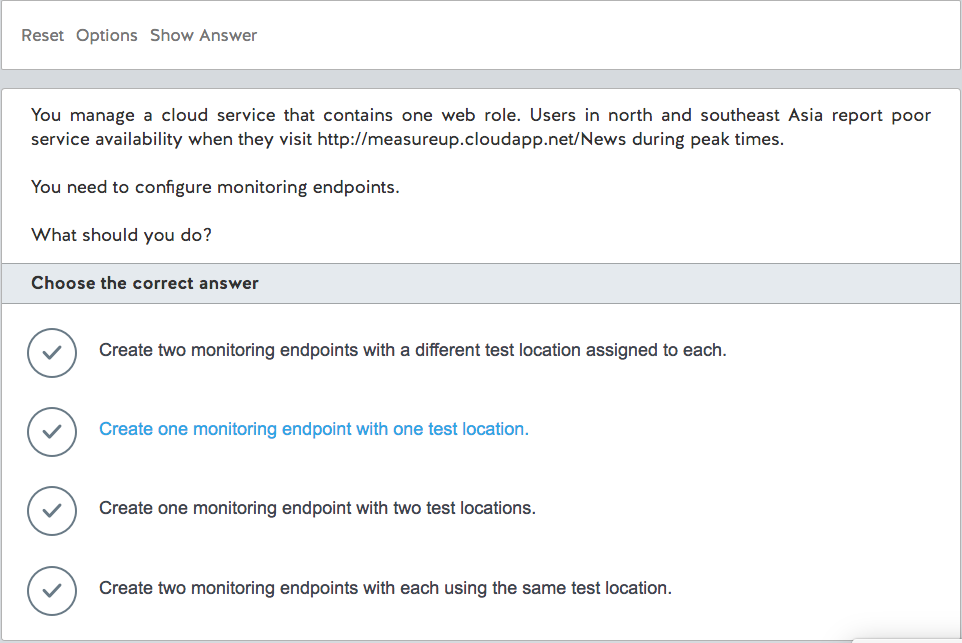 Reset Options Show Answer
You manage a cloud service that contains one web role. Users in north and southeast Asia report poor
service availability when they visit http://measureup.cloudapp.net/News during peak times.
You need to configure monitoring endpoints.
What should you do?
Choose the correct answer
Create two monitoring endpoints with a different test location assigned to each.
Create one monitoring endpoint with one test location.
Create one monitoring endpoint with two test locations.
Create two monitoring endpoints with each using the same test location.